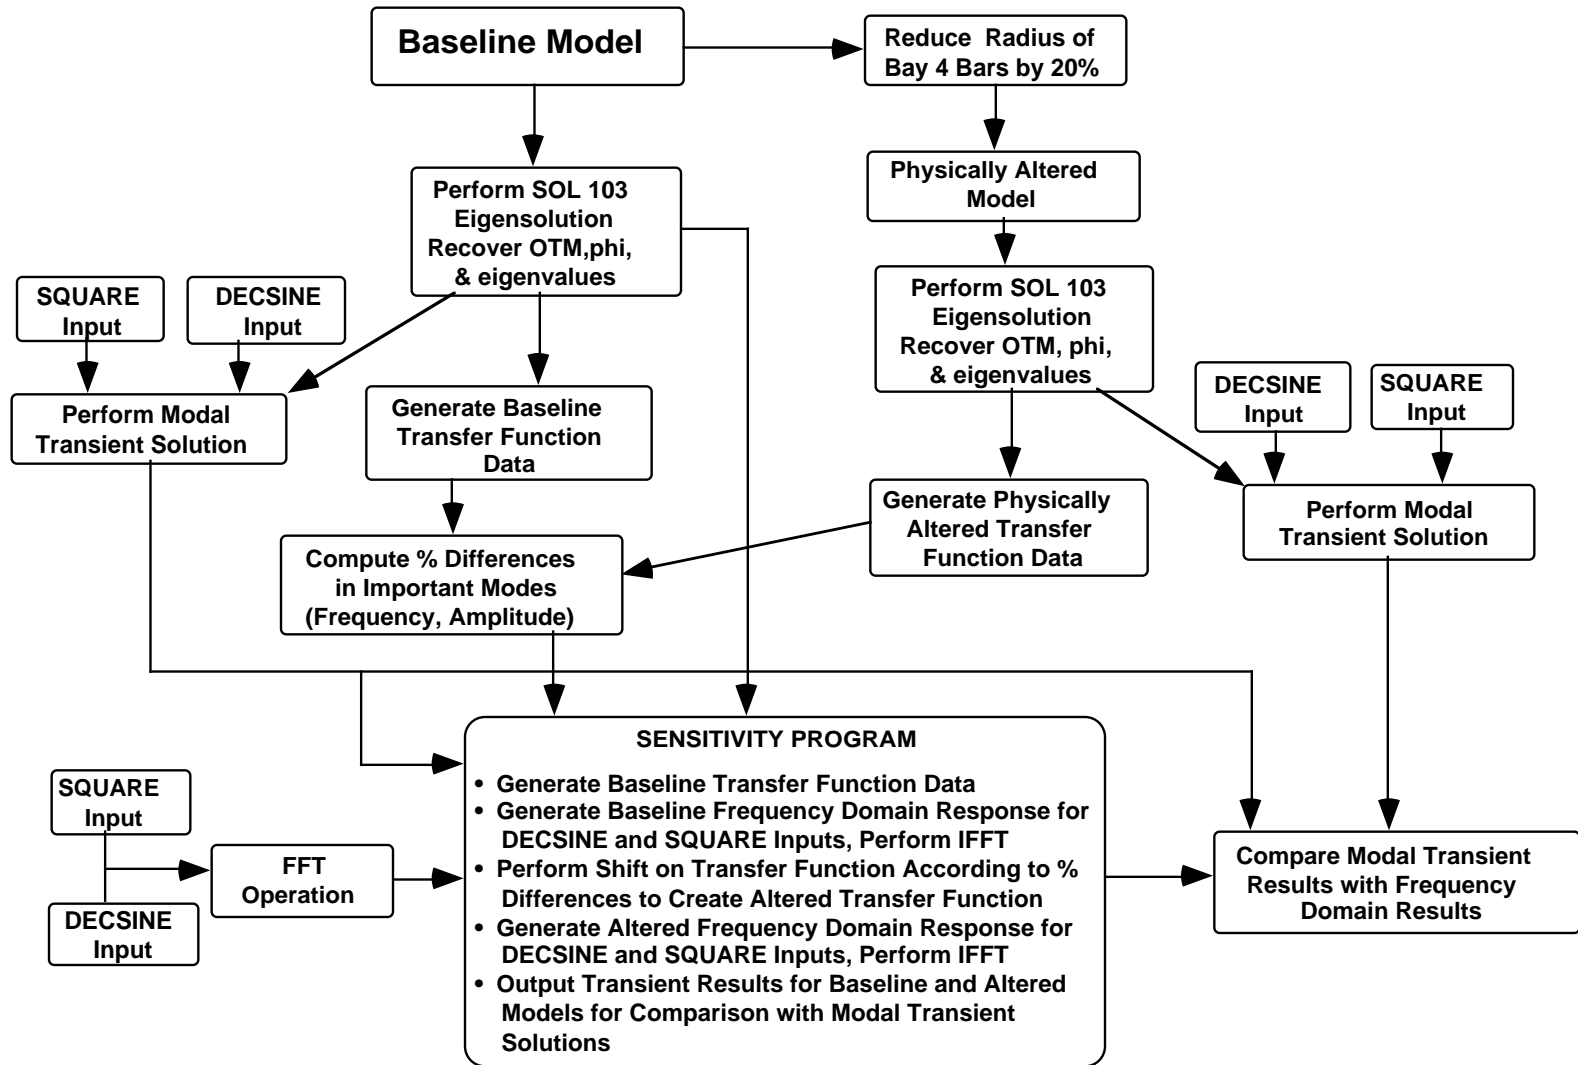 Baseline Model
Reduce Radius of
Bay 4 Bars by 20%
Physically Altered
Model
Perform SOL 103
Eigensolution
Recover OTM,phi,
& eigenvalues
SQUARE
Input
DECSINE
Input
Perform SOL 103
Eigensolution
Recover OTM, phi,
& eigenvalues
DECSINE
Input
SQUARE
Input
Perform Modal
Transient Solution
Generate Baseline
Transfer Function
Data
Generate Physically
Altered Transfer
Function Data
Perform Modal
Transient Solution
Compute % Differences
in Important Modes
(Frequency, Amplitude)
SENSITIVITY PROGRAM
• Generate Baseline Transfer Function Data
• Generate Baseline Frequency Domain Response for
DECSINE and SQUARE Inputs, Perform IFFT
• Perform Shift on Transfer Function According to %
Differences to Create Altered Transfer Function
• Generate Altered Frequency Domain Response for
DECSINE and SQUARE Inputs, Perform IFFT
• Output Transient Results for Baseline and Altered
Models for Comparison with Modal Transient
Solutions
SQUARE
Input
DECSINE
Input
FFT
Operation
Compare Modal Transient
Results with Frequency
Domain Results